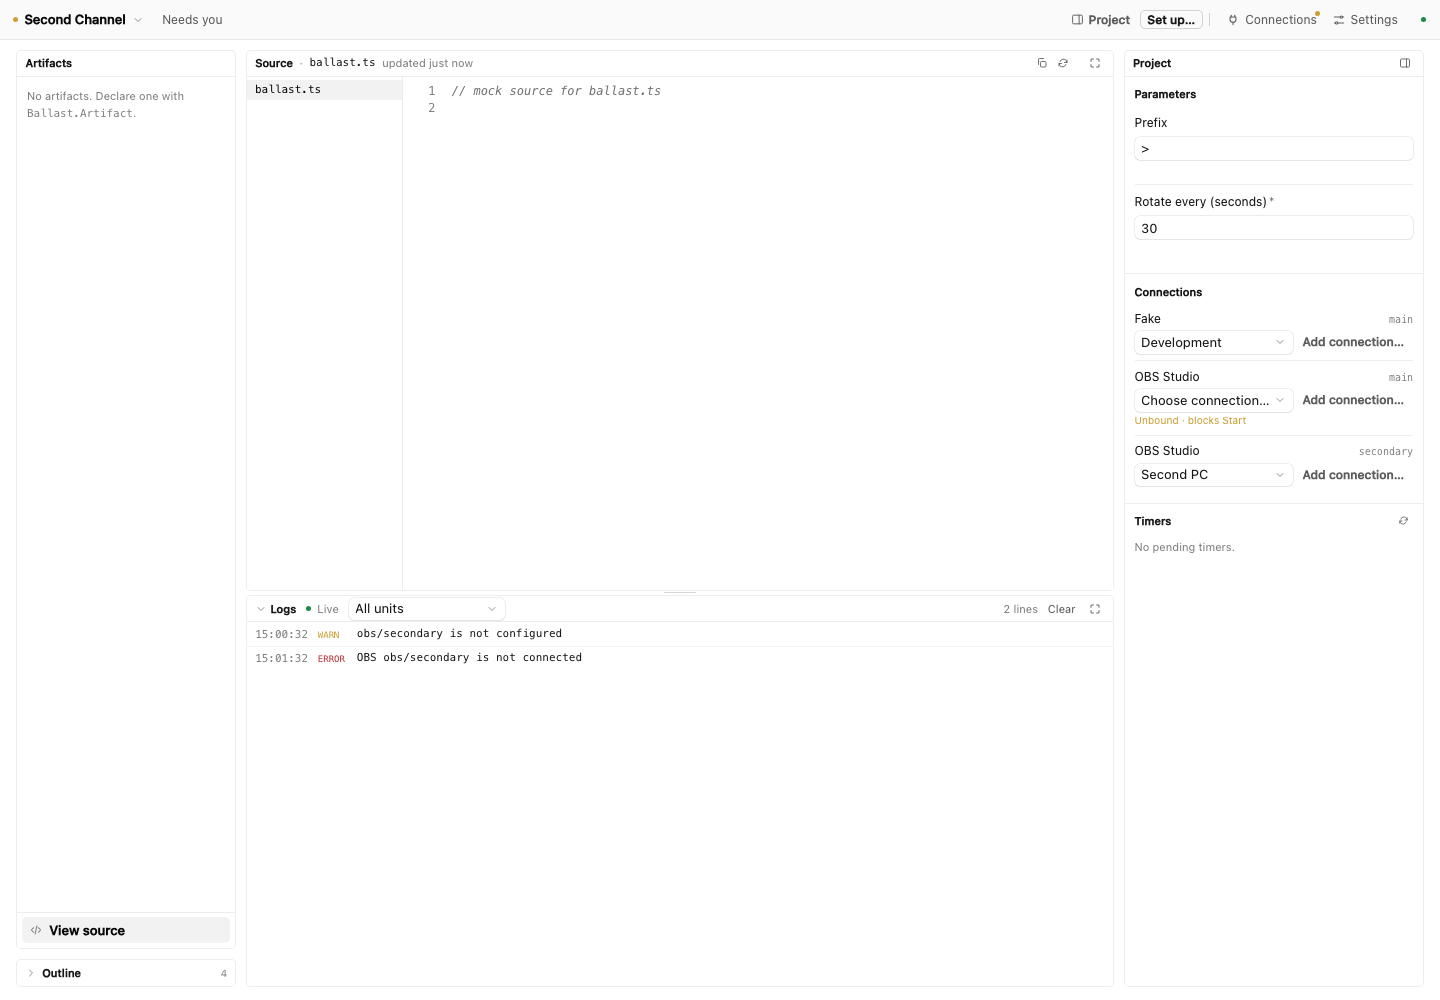 Second Channel
Needs you
Project
Set up...
Connections
Settings
Artifacts
No artifacts. Declare one with
Ballast.Artifact.
View source
Outline
4
Source · ballast.ts updated just now
ballast.ts
1 // mock source for ballast.ts
2
Logs
Live
All units
2 lines
Clear
15:00:32 WARN obs/secondary is not configured
15:01:32 ERROR OBS obs/secondary is not connected
Project
Parameters
Prefix
>
Rotate every (seconds)*
30
Connections
Fake main
Development
Add connection...
OBS Studio main
Choose connection...
Add connection...
Unbound · blocks Start
OBS Studio secondary
Second PC
Add connection...
Timers
No pending timers.